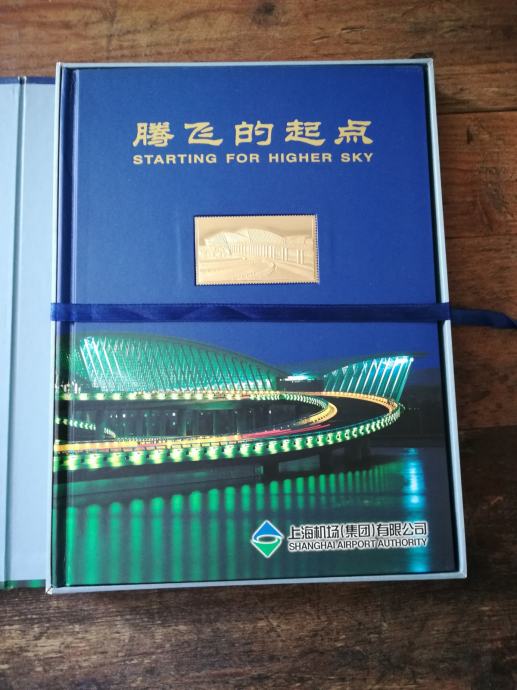 腾飞的起点
STARTING FOR HIGHER SKY
上海机场(集团)有限公司
SHANGHAI AIRPORT AUTHORITY